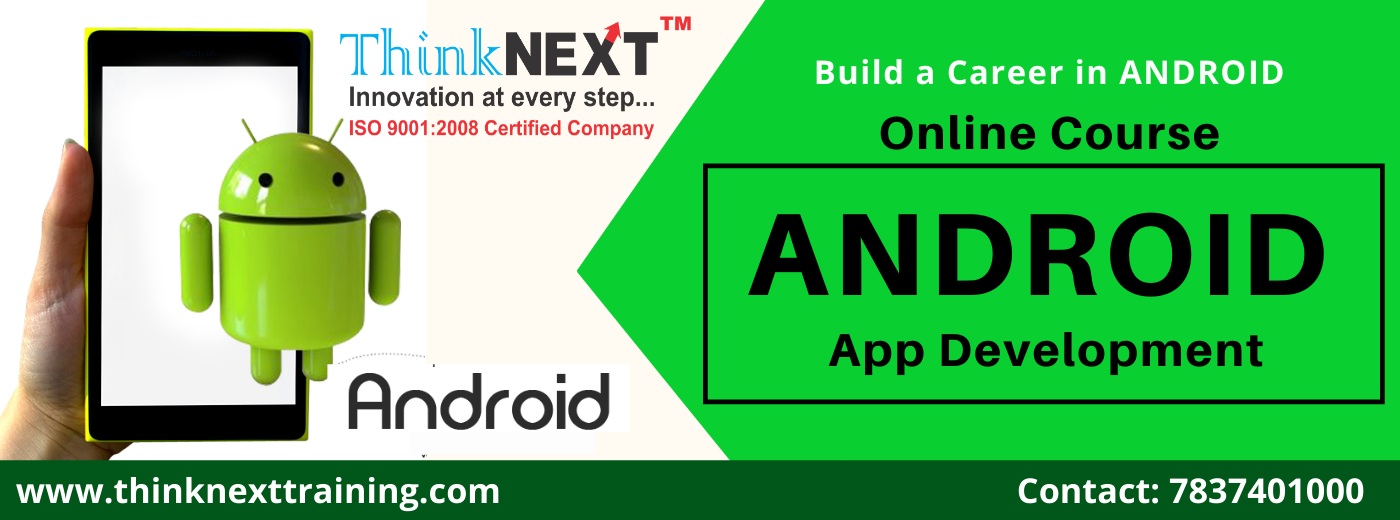 ThinkNEXT™
Innovation at every step...
ISO 9001:2008 Certified Company
Android
Build a Career in ANDROID
Online Course
ANDROID
App Development
www.thinknexttraining.com
Contact: 7837401000